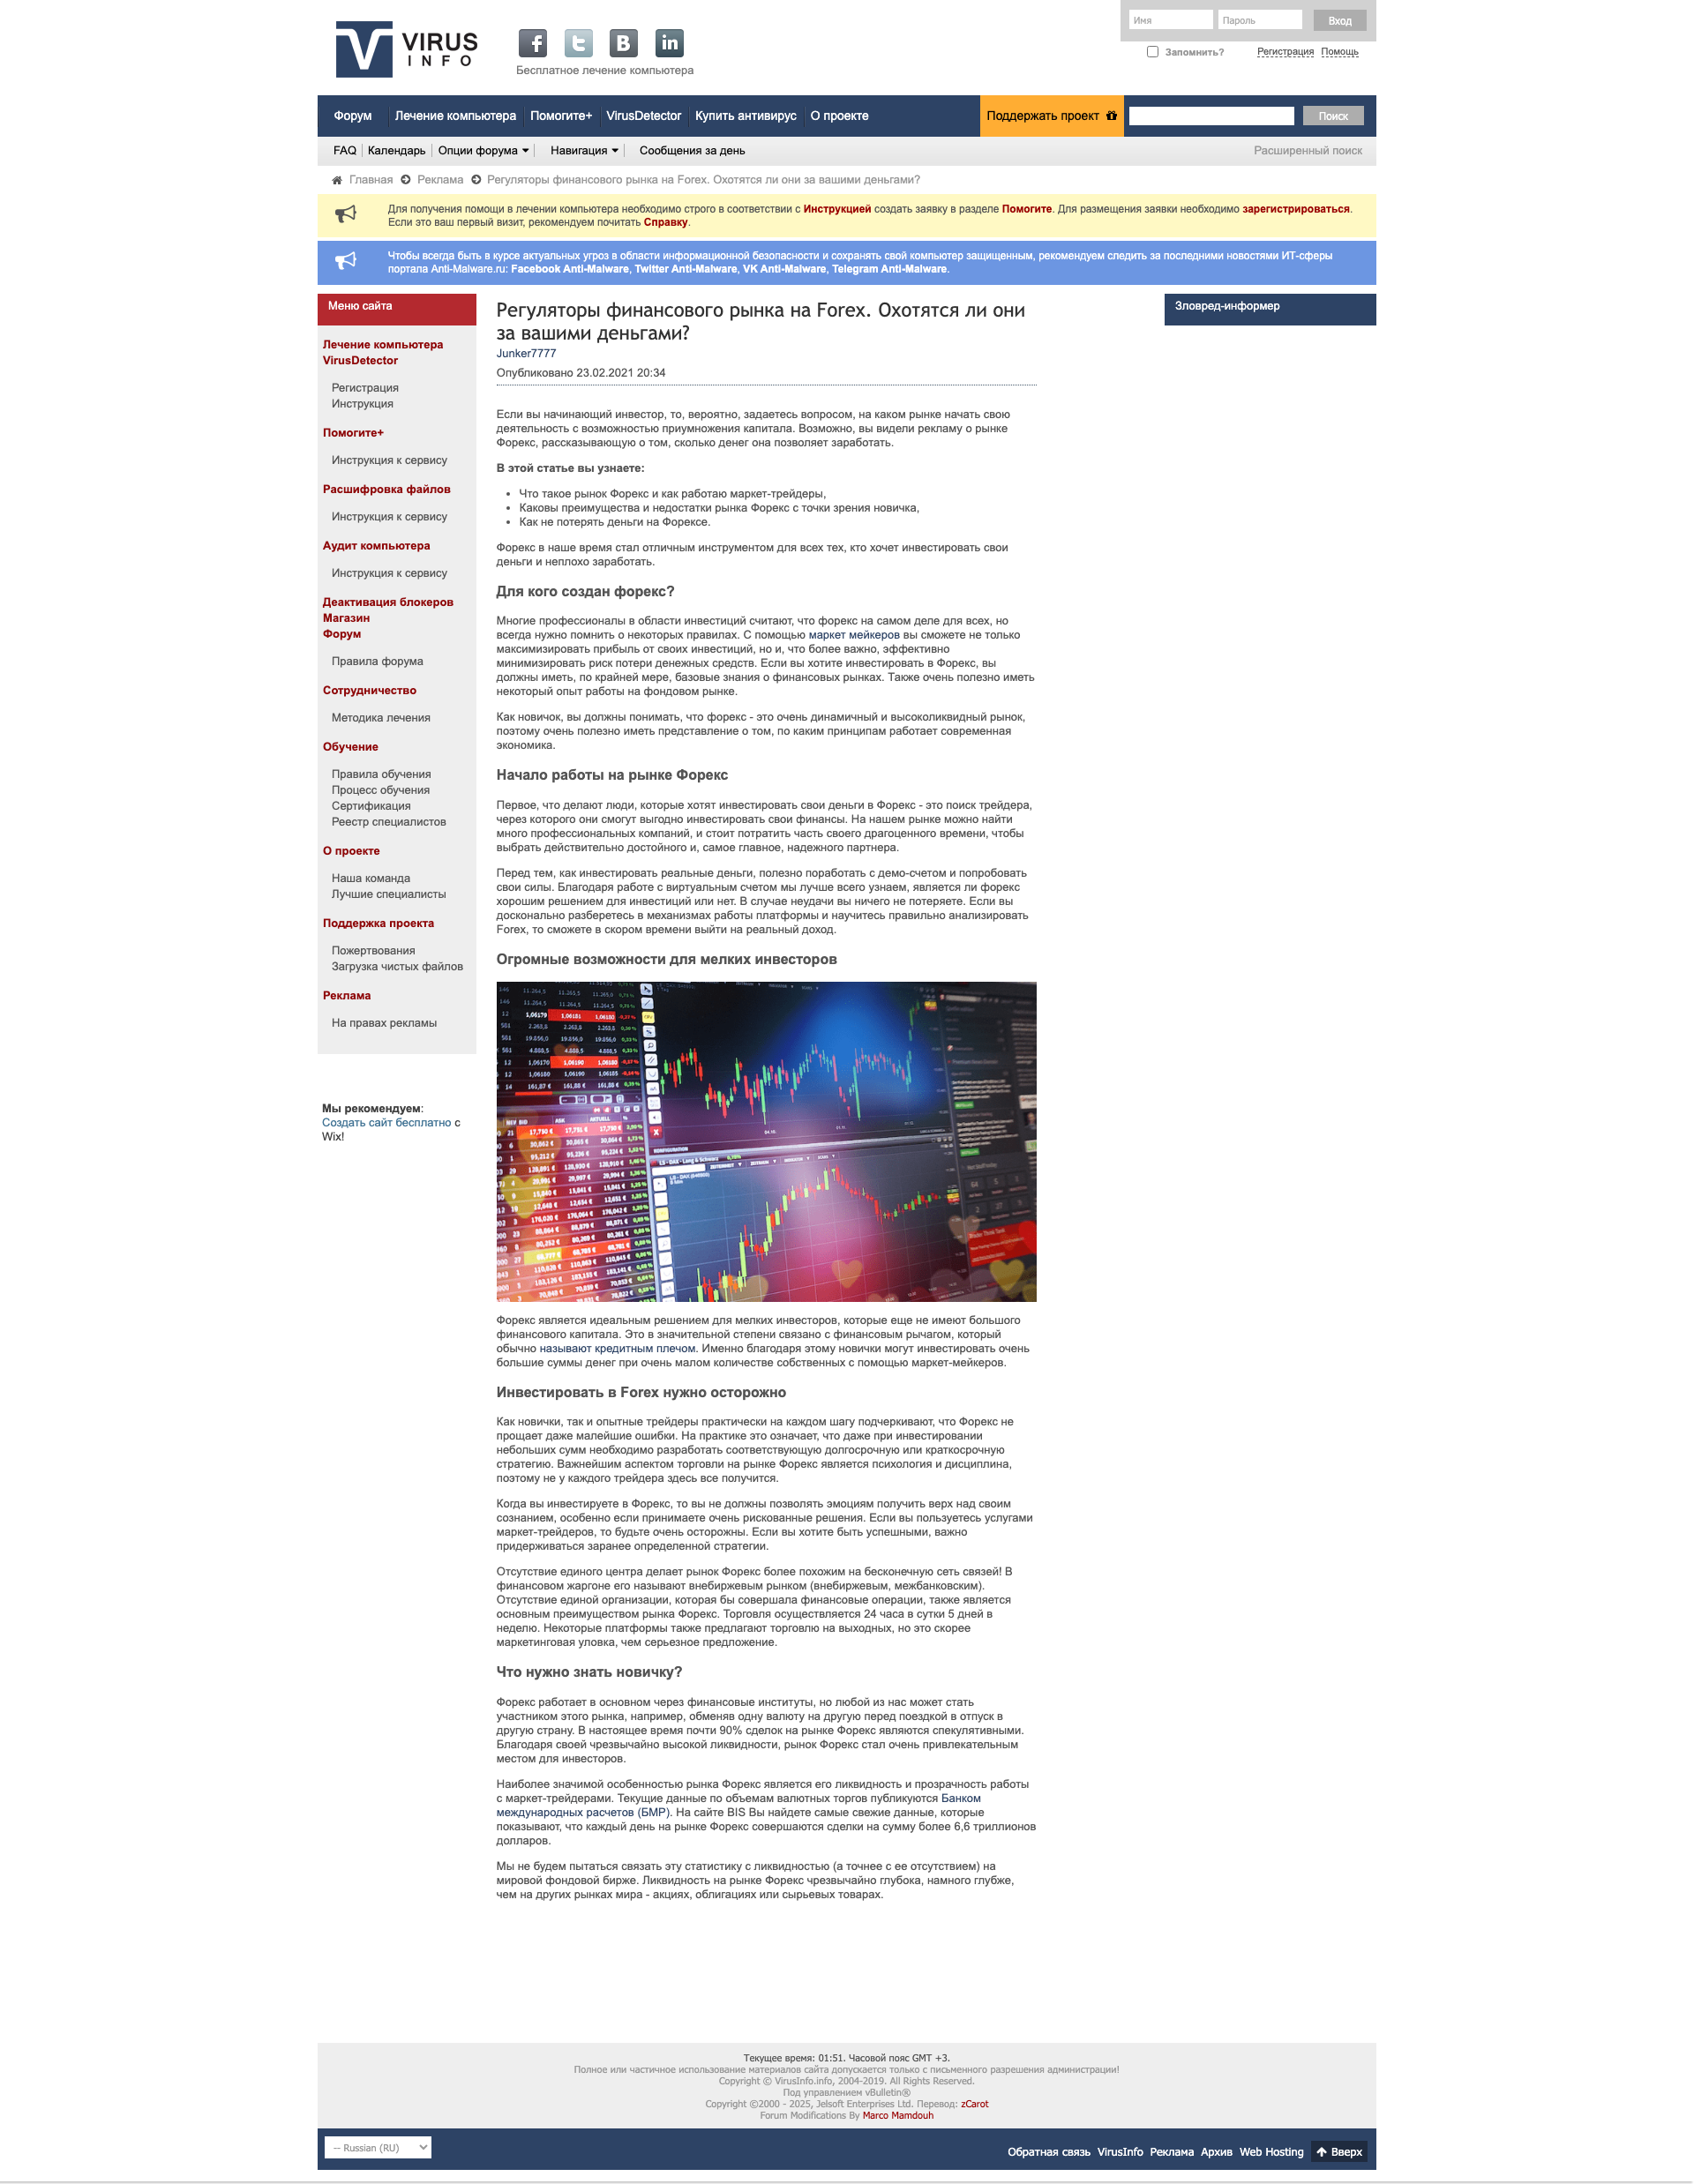 VIRUS
INFO
Бесплатное лечение компьютера
Имя
Пароль
Вход
Запомнить?
Регистрация Помощь
Форум Лечение компьютера Помогите+ VirusDetector Купить антивирус О проекте Поддержать проект Поиск
FAQ Календарь Опции форума Навигация Сообщения за день Расширенный поиск
Главная Реклама Регуляторы финансового рынка на Forex. Охотятся ли они за вашими деньгами?
Для получения помощи в лечении компьютера необходимо строго в соответствии с Инструкцией создать заявку в разделе Помогите. Для размещения заявки необходимо зарегистрироваться.
Если это ваш первый визит, рекомендуем почитать Справку.
Чтобы всегда быть в курсе актуальных угроз в области информационной безопасности и сохранять свой компьютер защищенным, рекомендуем следить за последними новостями ИТ-сферы
портала Anti-Malware.ru: Facebook Anti-Malware, Twitter Anti-Malware, VK Anti-Malware, Telegram Anti-Malware.
Меню сайта
Лечение компьютера
VirusDetector
Регистрация
Инструкция
Помогите+
Инструкция к сервису
Расшифровка файлов
Инструкция к сервису
Аудит компьютера
Инструкция к сервису
Деактивация блокеров
Магазин
Форум
Правила форума
Сотрудничество
Методика лечения
Обучение
Правила обучения
Процесс обучения
Сертификация
Реестр специалистов
О проекте
Наша команда
Лучшие специалисты
Поддержка проекта
Пожертвования
Загрузка чистых файлов
Реклама
На правах рекламы
Мы рекомендуем:
Создать сайт бесплатно с
Wix!
Регуляторы финансового рынка на Forex. Охотятся ли они
за вашими деньгами?
Junker7777
Опубликовано 23.02.2021 20:34
Если вы начинающий инвестор, то, вероятно, задаетесь вопросом, на каком рынке начать свою
деятельность с возможностью приумножения капитала. Возможно, вы видели рекламу о рынке
Форекс, рассказывающую о том, сколько денег она позволяет заработать.
В этой статье вы узнаете:
• Что такое рынок Форекс и как работаю маркет-трейдеры,
• Каковы преимущества и недостатки рынка Форекс с точки зрения новичка,
• Как не потерять деньги на Форексе.
Форекс в наше время стал отличным инструментом для всех тех, кто хочет инвестировать свои
деньги и неплохо заработать.
Для кого создан форекс?
Многие профессионалы в области инвестиций считают, что форекс на самом деле для всех, но
всегда нужно помнить о некоторых правилах. С помощью маркет мейкеров вы сможете не только
максимизировать прибыль от своих инвестиций, но и, что более важно, эффективно
минимизировать риск потери денежных средств. Если вы хотите инвестировать в Форекс, вы
должны иметь, по крайней мере, базовые знания о финансовых рынках. Также очень полезно иметь
некоторый опыт работы на фондовом рынке.
Как новичок, вы должны понимать, что форекс - это очень динамичный и высоколиквидный рынок,
поэтому очень полезно иметь представление о том, по каким принципам работает современная
экономика.
Начало работы на рынке Форекс
Первое, что делают люди, которые хотят инвестировать свои деньги в Форекс - это поиск трейдера,
через которого они смогут выгодно инвестировать свои финансы. На нашем рынке можно найти
много профессиональных компаний, и стоит потратить часть своего драгоценного времени, чтобы
выбрать действительно достойного и, самое главное, надежного партнера.
Перед тем, как инвестировать реальные деньги, полезно поработать с демо-счетом и попробовать
свои силы. Благодаря работе с виртуальным счетом мы лучше всего узнаем, является ли форекс
хорошим решением для инвестиций или нет. В случае неудачи вы ничего не потеряете. Если вы
досконально разберетесь в механизмах работы платформы и научитесь правильно анализировать
Forex, то сможете в скором времени выйти на реальный доход.
Огромные возможности для мелких инвесторов
Форекс является идеальным решением для мелких инвесторов, которые еще не имеют большого
финансового капитала. Это в значительной степени связано с финансовым рычагом, который
обычно называют кредитным плечом. Именно благодаря этому новички могут инвестировать очень
большие суммы денег при очень малом количестве собственных с помощью маркет-мейкеров.
Инвестировать в Forex нужно осторожно
Как новички, так и опытные трейдеры практически на каждом шагу подчеркивают, что Форекс не
прощает даже малейшие ошибки. На практике это означает, что даже при инвестировании
небольших сумм необходимо разработать соответствующую долгосрочную или краткосрочную
стратегию. Важнейшим аспектом торговли на рынке Форекс является психология и дисциплина,
поэтому не у каждого трейдера здесь все получится.
Когда вы инвестируете в Форекс, то вы не должны позволять эмоциям получить верх над своим
сознанием, особенно если принимаете очень рискованные решения. Если вы пользуетесь услугами
маркет-трейдеров, то будьте очень осторожны. Если вы хотите быть успешными, важно
придерживаться заранее определенной стратегии.
Отсутствие единого центра делает рынок Форекс более похожим на бесконечную сеть связей! В
финансовом жаргоне его называют внебиржевым рынком (внебиржевым, межбанковским).
Отсутствие единой организации, которая бы совершала финансовые операции, также является
основным преимуществом рынка Форекс. Торговля осуществляется 24 часа в сутки 5 дней в
неделю. Некоторые платформы также предлагают торговлю на выходных, но это скорее
маркетинговая уловка, чем серьезное предложение.
Что нужно знать новичку?
Форекс работает в основном через финансовые институты, но любой из нас может стать
участником этого рынка, например, обменяв одну валюту на другую перед поездкой в отпуск в
другую страну. В настоящее время почти 90% сделок на рынке Форекс являются спекулятивными.
Благодаря своей чрезвычайно высокой ликвидности, рынок Форекс стал очень привлекательным
местом для инвесторов.
Наиболее значимой особенностью рынка Форекс является его ликвидность и прозрачность работы
с маркет-трейдерами. Текущие данные по объемам валютных торгов публикуются Банком
международных расчетов (БМР). На сайте BIS Вы найдете самые свежие данные, которые
показывают, что каждый день на рынке Форекс совершаются сделки на сумму более 6,6 триллионов
долларов.
Мы не будем пытаться связать эту статистику с ликвидностью (а точнее с ее отсутствием) на
мировой фондовой бирже. Ликвидность на рынке Форекс чрезвычайно глубока, намного глубже,
чем на других рынках мира - акциях, облигациях или сырьевых товарах.
Зловред-информер
Текущее время: 01:51. Часовой пояс GMT +3.
Полное или частичное использование материалов сайта допускается только с письменного разрешения администрации!
Copyright © VirusInfo.info, 2004-2019. All Rights Reserved.
Под управлением vBulletin®
Copyright ©2000 - 2025, Jelsoft Enterprises Ltd. Перевод: zCarot
Forum Modifications By Marco Mamdouh
-- Russian (RU)
Обратная связь VirusInfo Реклама Архив Web Hosting Вверх